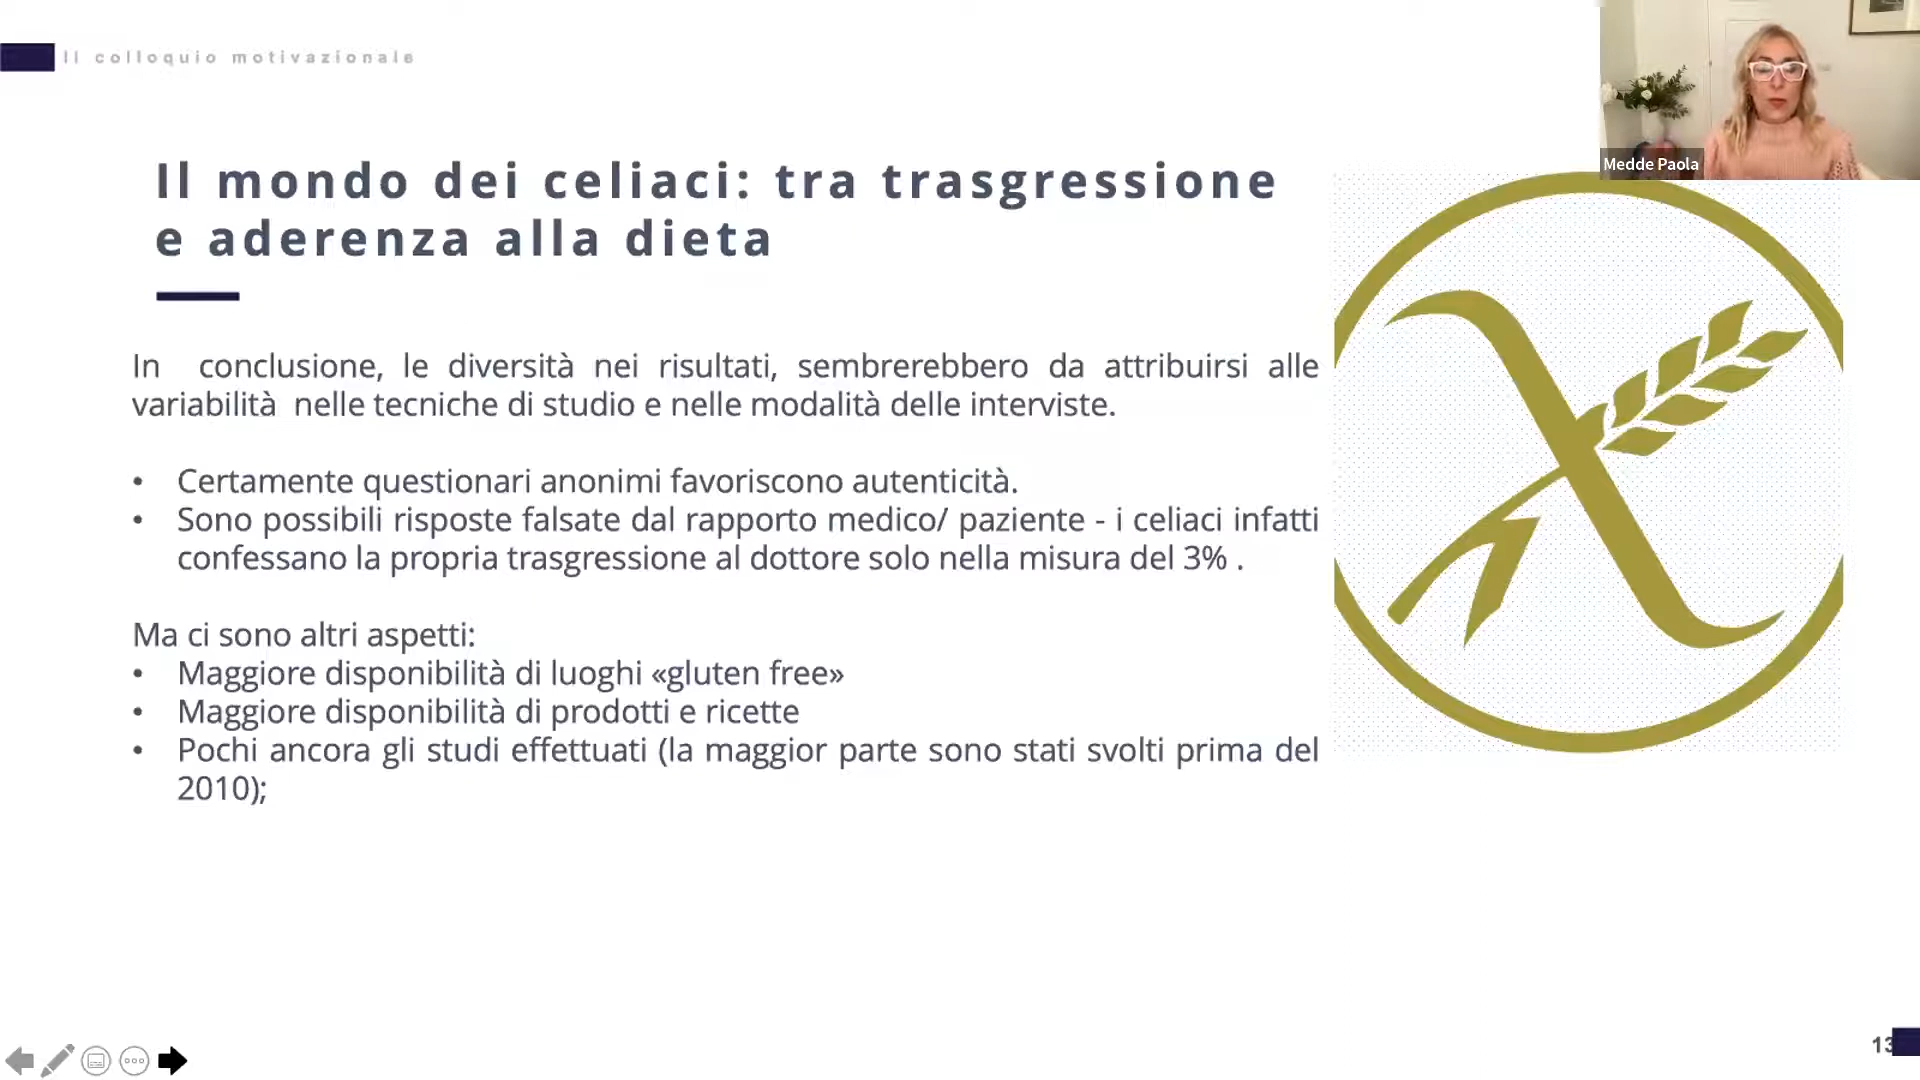 Il colloquio motivazionale
Medde Paola
Il mondo dei celiaci: tra trasgressione
e aderenza alla dieta
In conclusione, le diversità nei risultati, sembrerebbero da attribuirsi alle
variabilità nelle tecniche di studio e nelle modalità delle interviste.
• Certamente questionari anonimi favoriscono autenticità.
• Sono possibili risposte falsate dal rapporto medico/ paziente - i celiaci infatti
confessano la propria trasgressione al dottore solo nella misura del 3% .
Ma ci sono altri aspetti:
• Maggiore disponibilità di luoghi «gluten free»
• Maggiore disponibilità di prodotti e ricette
• Pochi ancora gli studi effettuati (la maggior parte sono stati svolti prima del
2010);
13